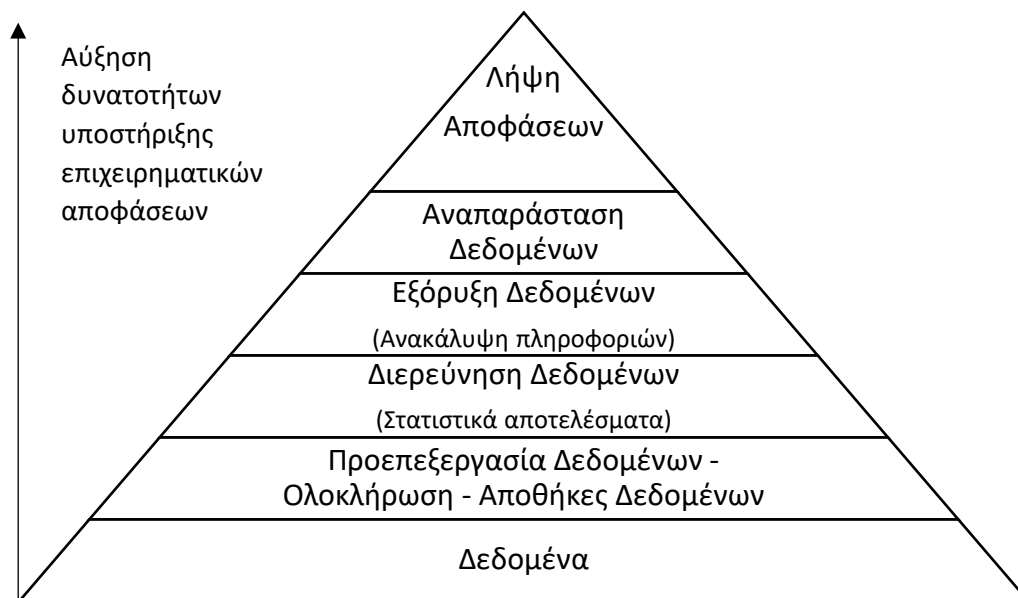 Αύξηση
δυνατοτήτων
υποστήριξης
επιχειρηματικών
αποφάσεων
Λήψη
Αποφάσεων
Αναπαράσταση
Δεδομένων
Εξόρυξη Δεδομένων
(Ανακάλυψη πληροφοριών)
Διερεύνηση Δεδομένων
(Στατιστικά αποτελέσματα)
Προεπεξεργασία Δεδομένων -
Ολοκλήρωση - Αποθήκες Δεδομένων
Δεδομένα